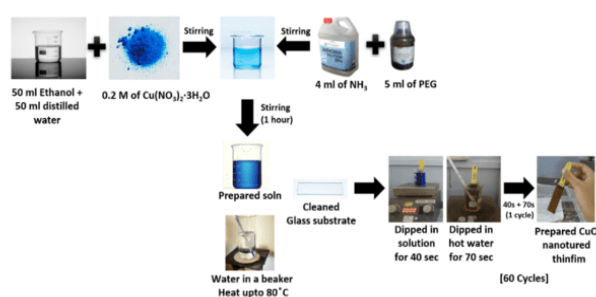 Stirring
Stirring
50 ml Ethanol +
50 ml distilled
water
0.2 M of Cu(NO₃)₂·3H₂O
4 ml of NH₃
5 ml of PEG
Stirring
(1 hour)
Prepared soln
Cleaned
Glass substrate
Water in a beaker
Heat upto 80˚C
Dipped in
solution
for 40 sec
Dipped in
hot water
for 70 sec
40s + 70s
(1 cycle)
Prepared CuO
nanotured
thinfim
[60 Cycles]